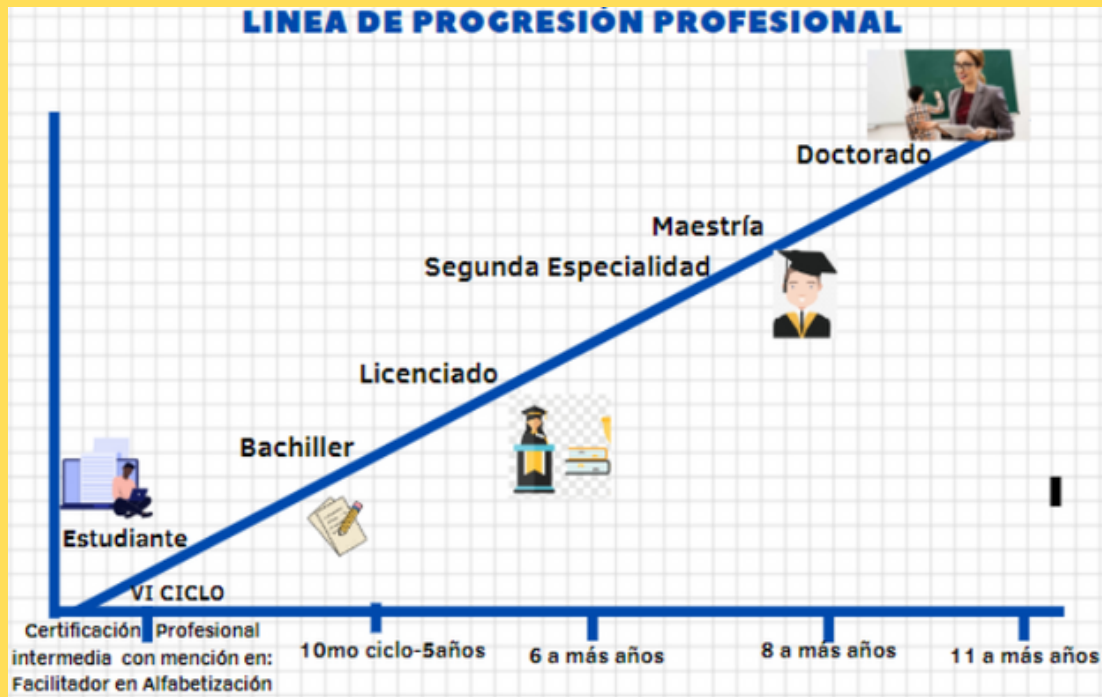 LINEA DE PROGRESIÓN PROFESIONAL
Doctorado
Maestría
Segunda Especialidad
Licenciado
Bachiller
Estudiante
VI CICLO
Certificación Profesional
intermedia con mención en:
Facilitador en Alfabetización
10mo ciclo-5años
6 a más años
8 a más años
11 a más años